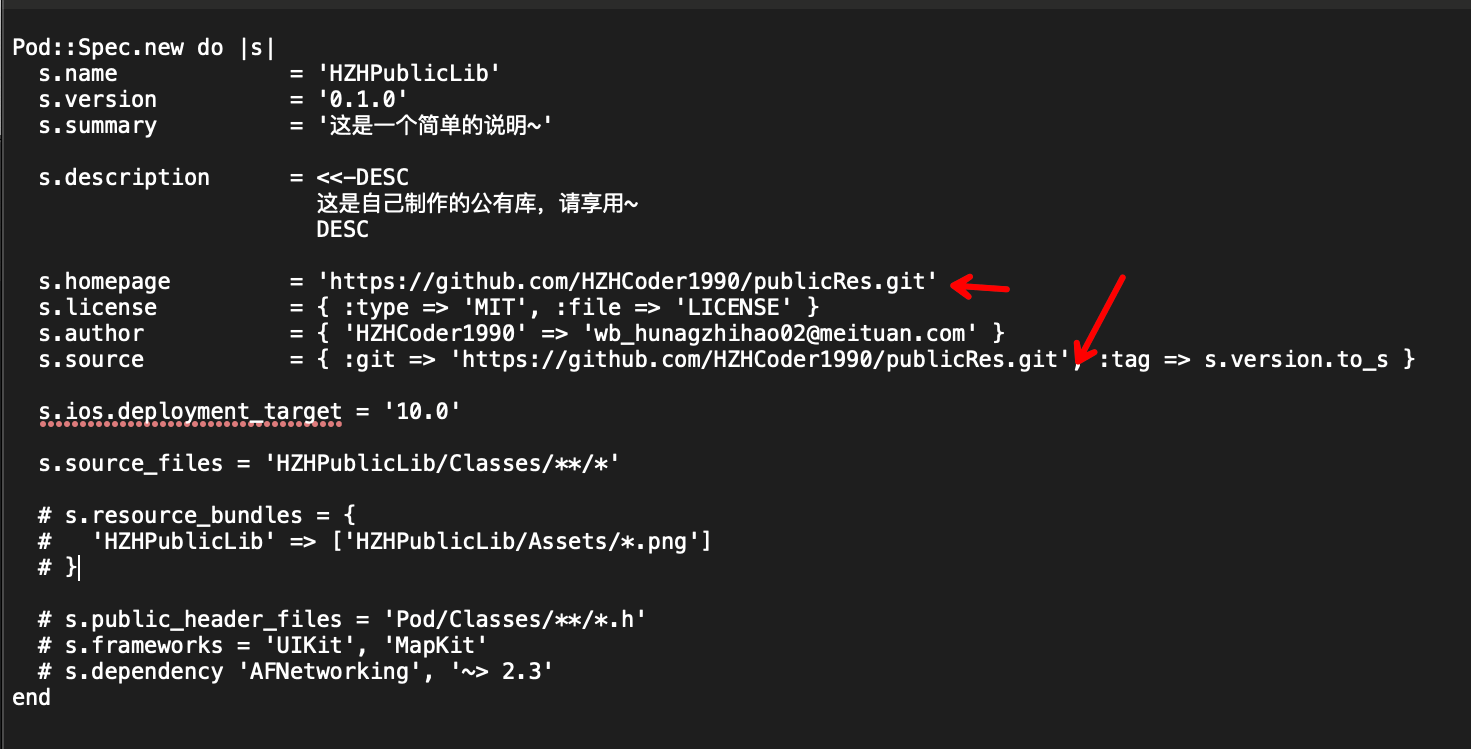 Pod::Spec.new do |s|
  s.name             = 'HZHPublicLib'
  s.version          = '0.1.0'
  s.summary          = '这是一个简单的说明~'
  s.description      = <<-DESC
                       这是自己制作的公有库，请享用~
                       DESC
  s.homepage         = 'https://github.com/HZHCoder1990/publicRes.git'
  s.license          = { :type => 'MIT', :file => 'LICENSE' }
  s.author           = { 'HZHCoder1990' => 'wb_hunagzhihao02@meituan.com' }
  s.source           = { :git => 'https://github.com/HZHCoder1990/publicRes.git', :tag => s.version.to_s }
  s.ios.deployment_target = '10.0'
  s.source_files = 'HZHPublicLib/Classes/**/*'
  # s.resource_bundles = {
  #   'HZHPublicLib' => ['HZHPublicLib/Assets/*.png']
  # }
  # s.public_header_files = 'Pod/Classes/**/*.h'
  # s.frameworks = 'UIKit', 'MapKit'
  # s.dependency 'AFNetworking', '~> 2.3'
end